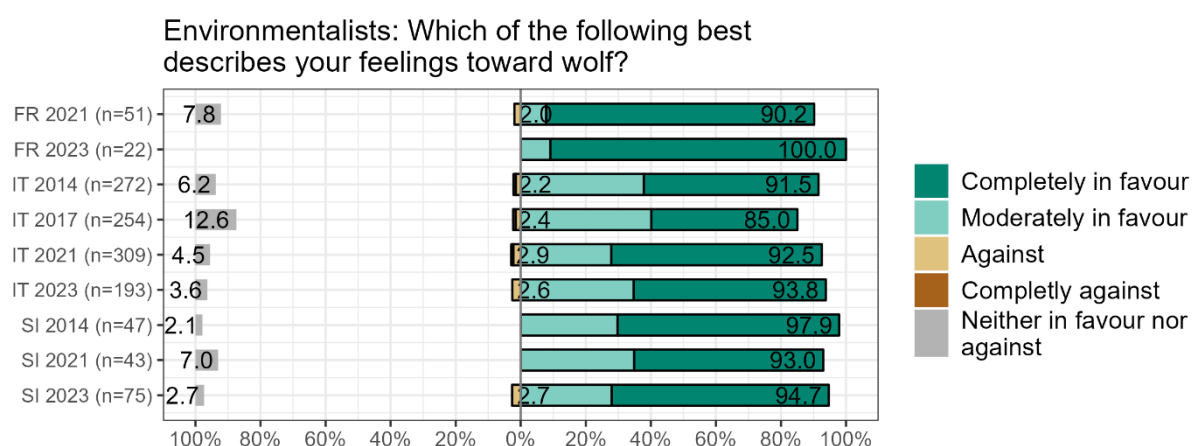 Environmentalists: Which of the following best
describes your feelings toward wolf?
FR 2021 (n=51) 7.8 2.0 90.2
FR 2023 (n=22) 100.0
IT 2014 (n=272) 6.2 2.2 91.5
IT 2017 (n=254) 12.6 2.4 85.0
IT 2021 (n=309) 4.5 2.9 92.5
IT 2023 (n=193) 3.6 2.6 93.8
SI 2014 (n=47) 2.1 97.9
SI 2021 (n=43) 7.0 93.0
SI 2023 (n=75) 2.7 2.7 94.7
100% 80% 60% 40% 20% 0% 20% 40% 60% 80% 100%
Completely in favour
Moderately in favour
Against
Completly against
Neither in favour nor
against